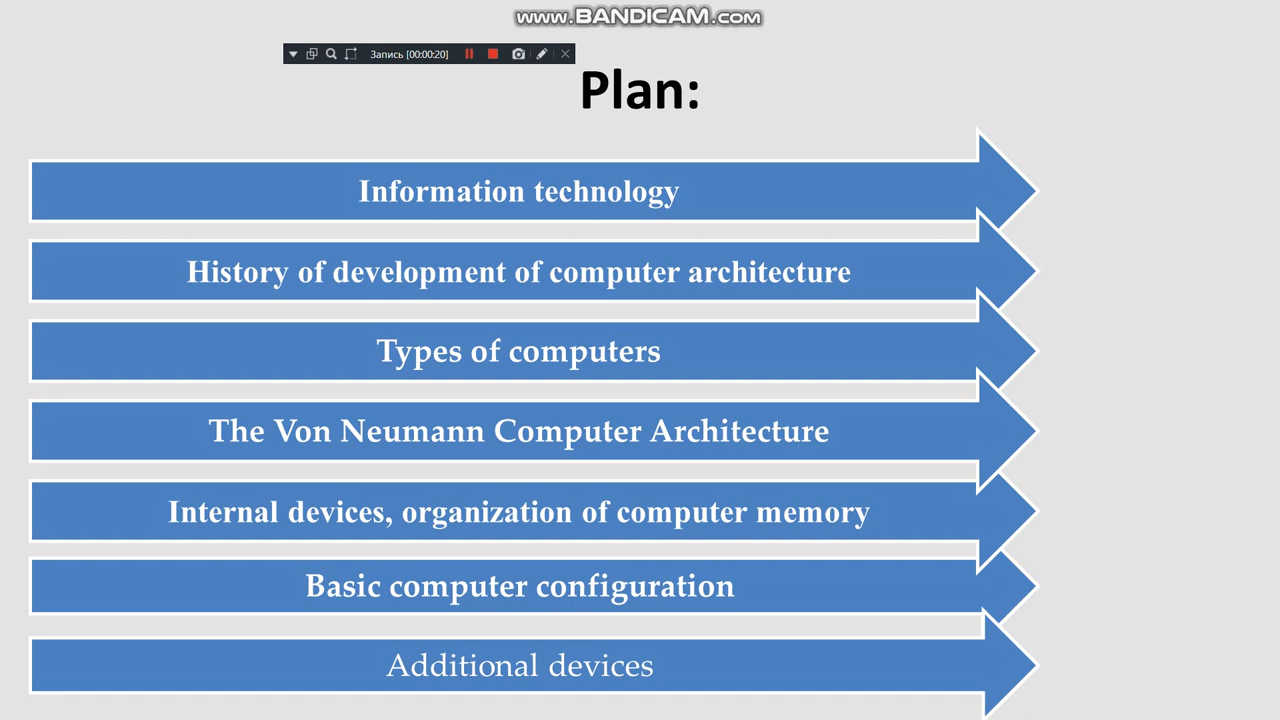 www.BANDICAM.com
Запись [00:00:20]
Plan:
Information technology
History of development of computer architecture
Types of computers
The Von Neumann Computer Architecture
Internal devices, organization of computer memory
Basic computer configuration
Additional devices